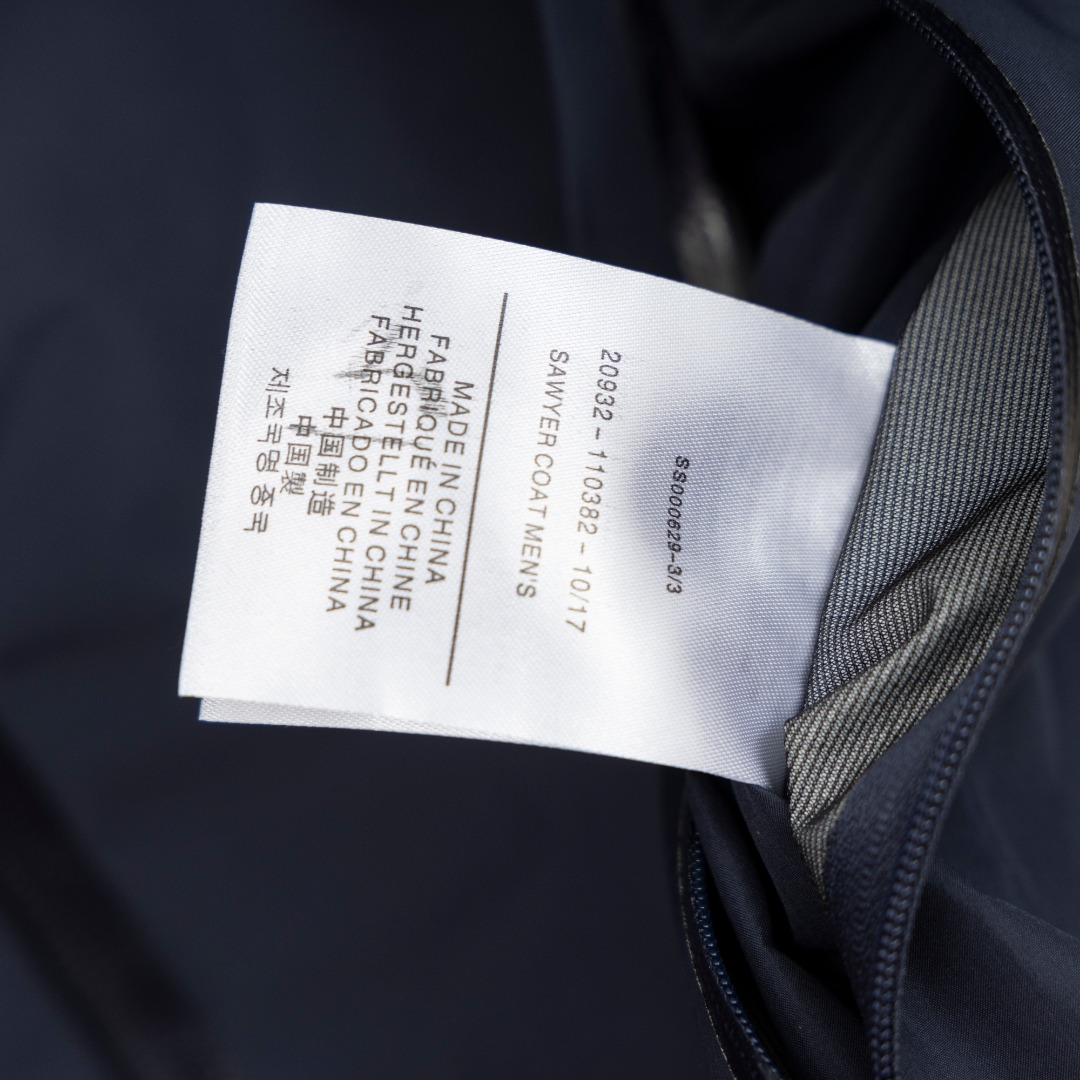 SS000629-3/3
20932 - 110382 - 10/17
SAWYER COAT MEN'S
MADE IN CHINA
FABRIQUÉ EN CHINE
HERGESTELLT IN CHINA
FABRICADO EN CHINA
中国制造
中国製
제조국명 중국